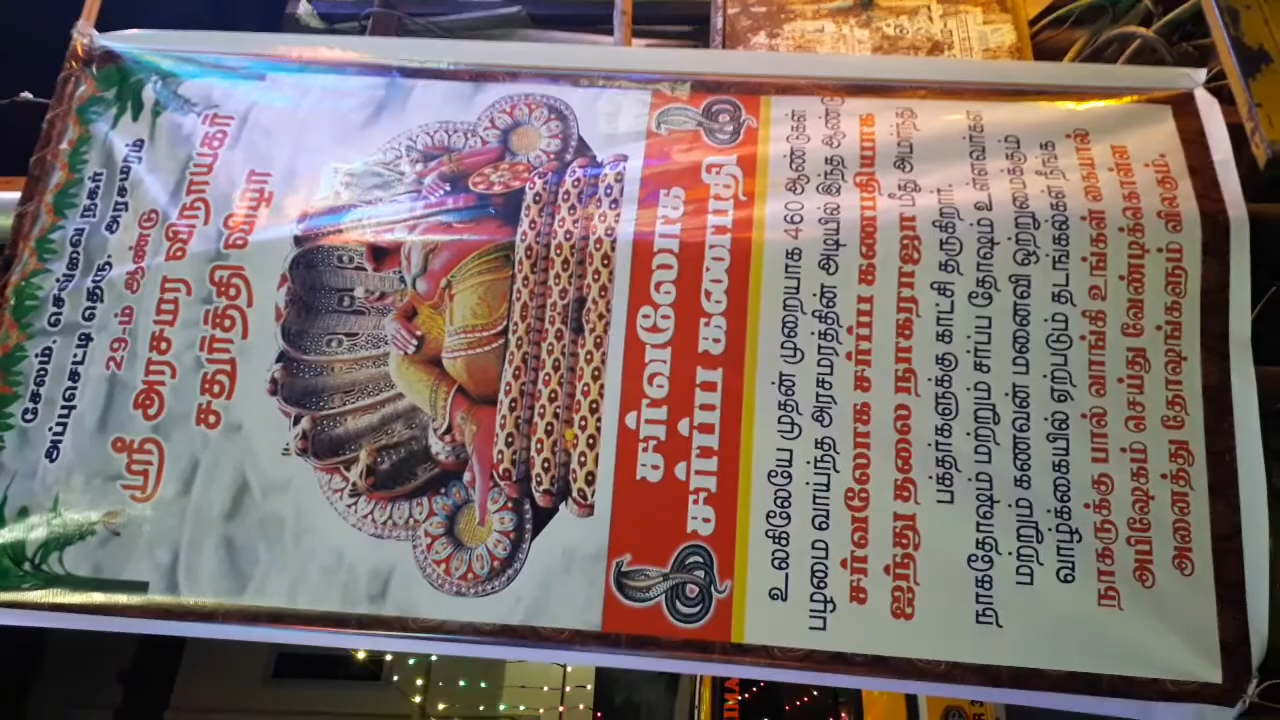 சேலம், செவ்வை நகர்
அப்புசெட்டி தெரு, அரசமரம்
29-ம் ஆண்டு
ஸ்ரீ அரசமர விநாயகர்
சதுர்த்தி விழா
சர்வலோக
சர்ப்ப கணபதி
உலகிலேயே முதன் முறையாக 460 ஆண்டுகள்
பழமை வாய்ந்த அரசமரத்தின் அடியில் இந்த ஆண்டு
சர்வலோக சர்ப்ப கணபதியாக
ஐந்து தலை நாகராஜா மீது அமர்ந்து
பக்தர்களுக்கு காட்சி தருகிறார்.
நாகதோஷம் மற்றும் சர்ப்ப தோஷம் உள்ளவர்கள்
மற்றும் கணவன் மனைவி ஒற்றுமைக்கும்
வாழ்க்கையில் ஏற்படும் தடங்கல்கள் நீங்க
நாகருக்கு பால் வாங்கி உங்கள் கையால்
அபிஷேகம் செய்து வேண்டிக்கொள்ள
அனைத்து தோஷங்களும் விலகும்.